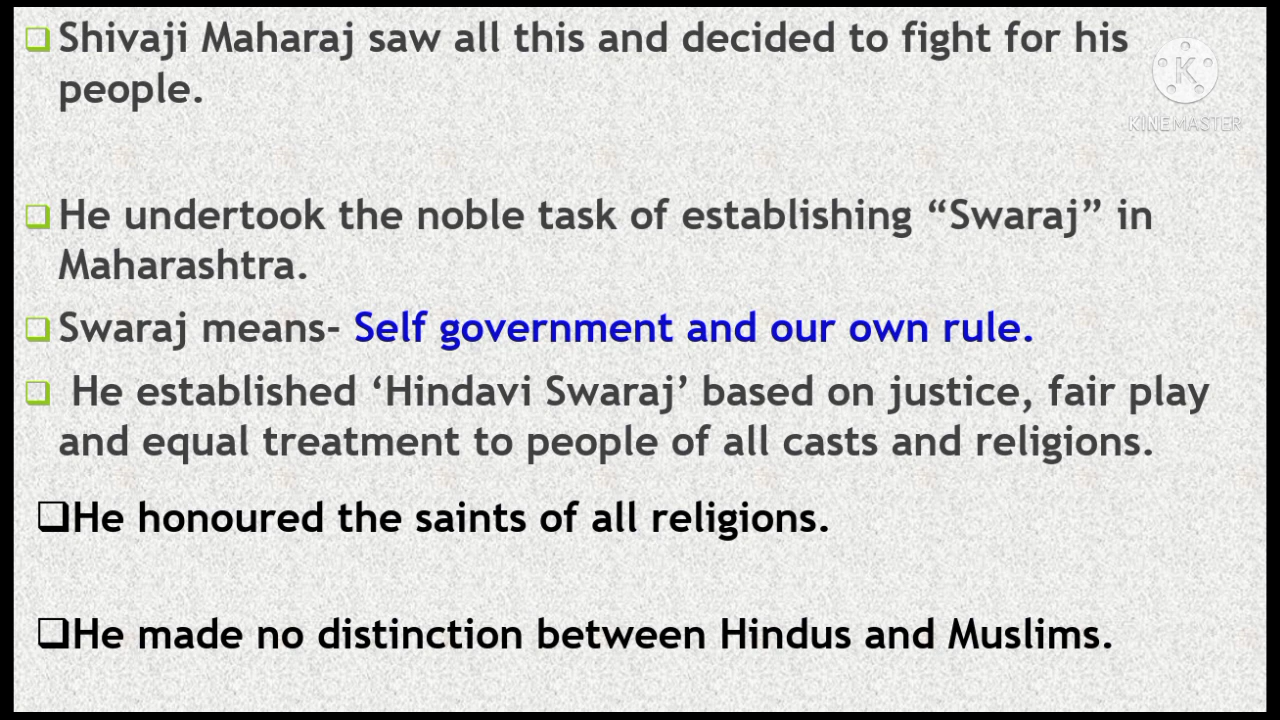 Shivaji Maharaj saw all this and decided to fight for his
people.
K
KINEMASTER
He undertook the noble task of establishing “Swaraj” in
Maharashtra.
Swaraj means- Self government and our own rule.
He established ‘Hindavi Swaraj’ based on justice, fair play
and equal treatment to people of all casts and religions.
He honoured the saints of all religions.
He made no distinction between Hindus and Muslims.